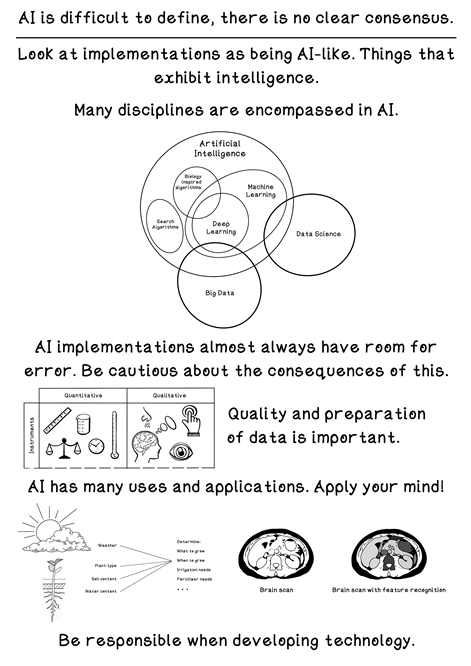 AI is difficult to define, there is no clear consensus.
Look at implementations as being AI-like. Things that
exhibit intelligence.
Many disciplines are encompassed in AI.
Artificial
Intelligence
Biology
inspired
algorithms
Machine
Learning
Search
Algorithms
Deep
Learning
Data Science
Big Data
AI implementations almost always have room for
error. Be cautious about the consequences of this.
Quantitative
Qualitative
Instruments
Quality and preparation
of data is important.
AI has many uses and applications. Apply your mind!
Weather
Plant type
Soil content
Water content
Determine:
What to grow
When to grow
Irrigation needs
Fertilizer needs
...
Brain scan
Brain scan with feature recognition
Be responsible when developing technology.